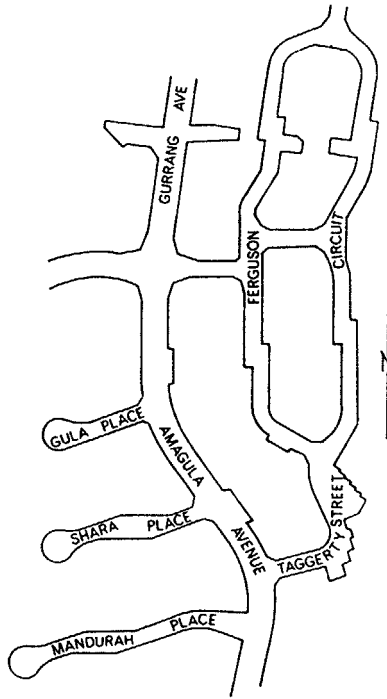 GURRANG AVE
FERGUSON CIRCUIT
GULA PLACE
AMAGULA AVENUE
SHARA PLACE
TAGGERTY STREET
MANDURAH PLACE
N